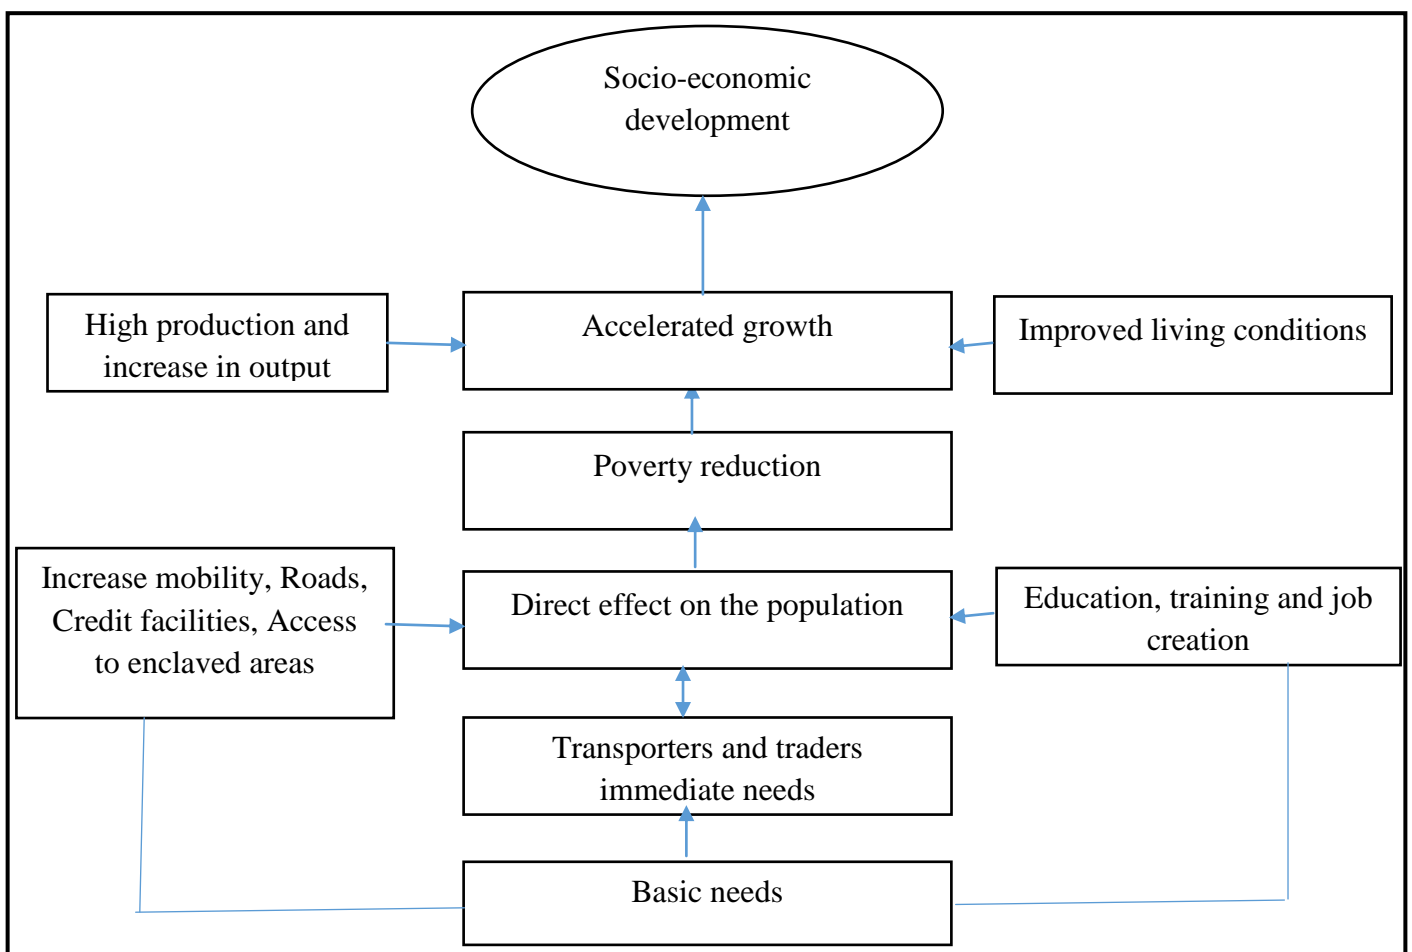 Socio-economic
development
High production and
increase in output
Accelerated growth
Improved living conditions
Poverty reduction
Increase mobility, Roads,
Credit facilities, Access
to enclaved areas
Direct effect on the population
Education, training and job
creation
Transporters and traders
immediate needs
Basic needs